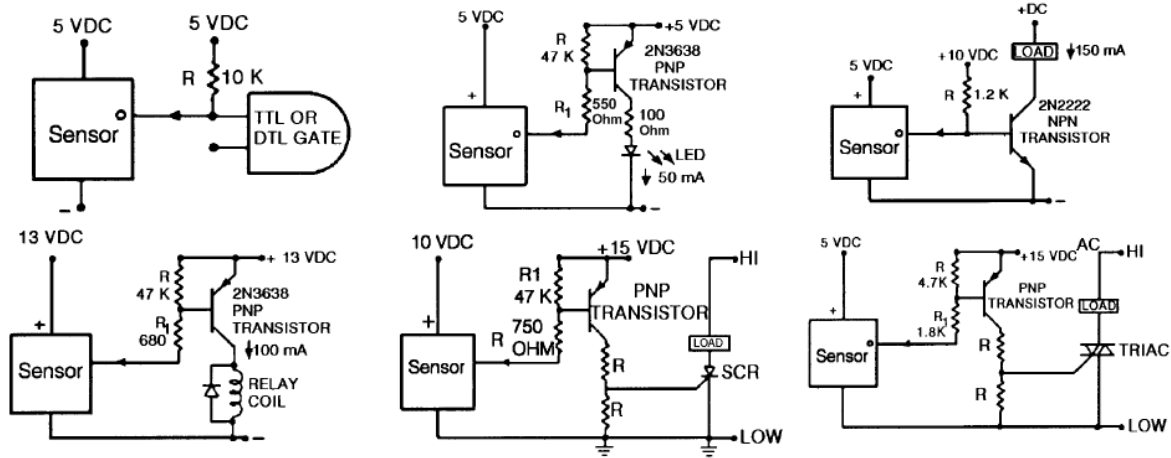 5 VDC
5 VDC
R
10 K
Sensor
TTL OR
DTL GATE
–
5 VDC
+5 VDC
R
47 K
2N3638
PNP
TRANSISTOR
+
R1
550
Ohm
100
Ohm
Sensor
LED
50 mA
–
+DC
LOAD
150 mA
+10 VDC
5 VDC
R
1.2 K
+
2N2222
NPN
TRANSISTOR
Sensor
–
13 VDC
+ 13 VDC
R
47 K
2N3638
PNP
TRANSISTOR
+
R1
680
100 mA
Sensor
RELAY
COIL
–
10 VDC
+15 VDC
HI
R1
47 K
PNP
TRANSISTOR
+
750
OHM
R
LOAD
Sensor
R
SCR
R
LOW
5 VDC
+15 VDC
AC
HI
R
4.7K
PNP
TRANSISTOR
LOAD
+
R1
1.8K
Sensor
R
TRIAC
R
LOW